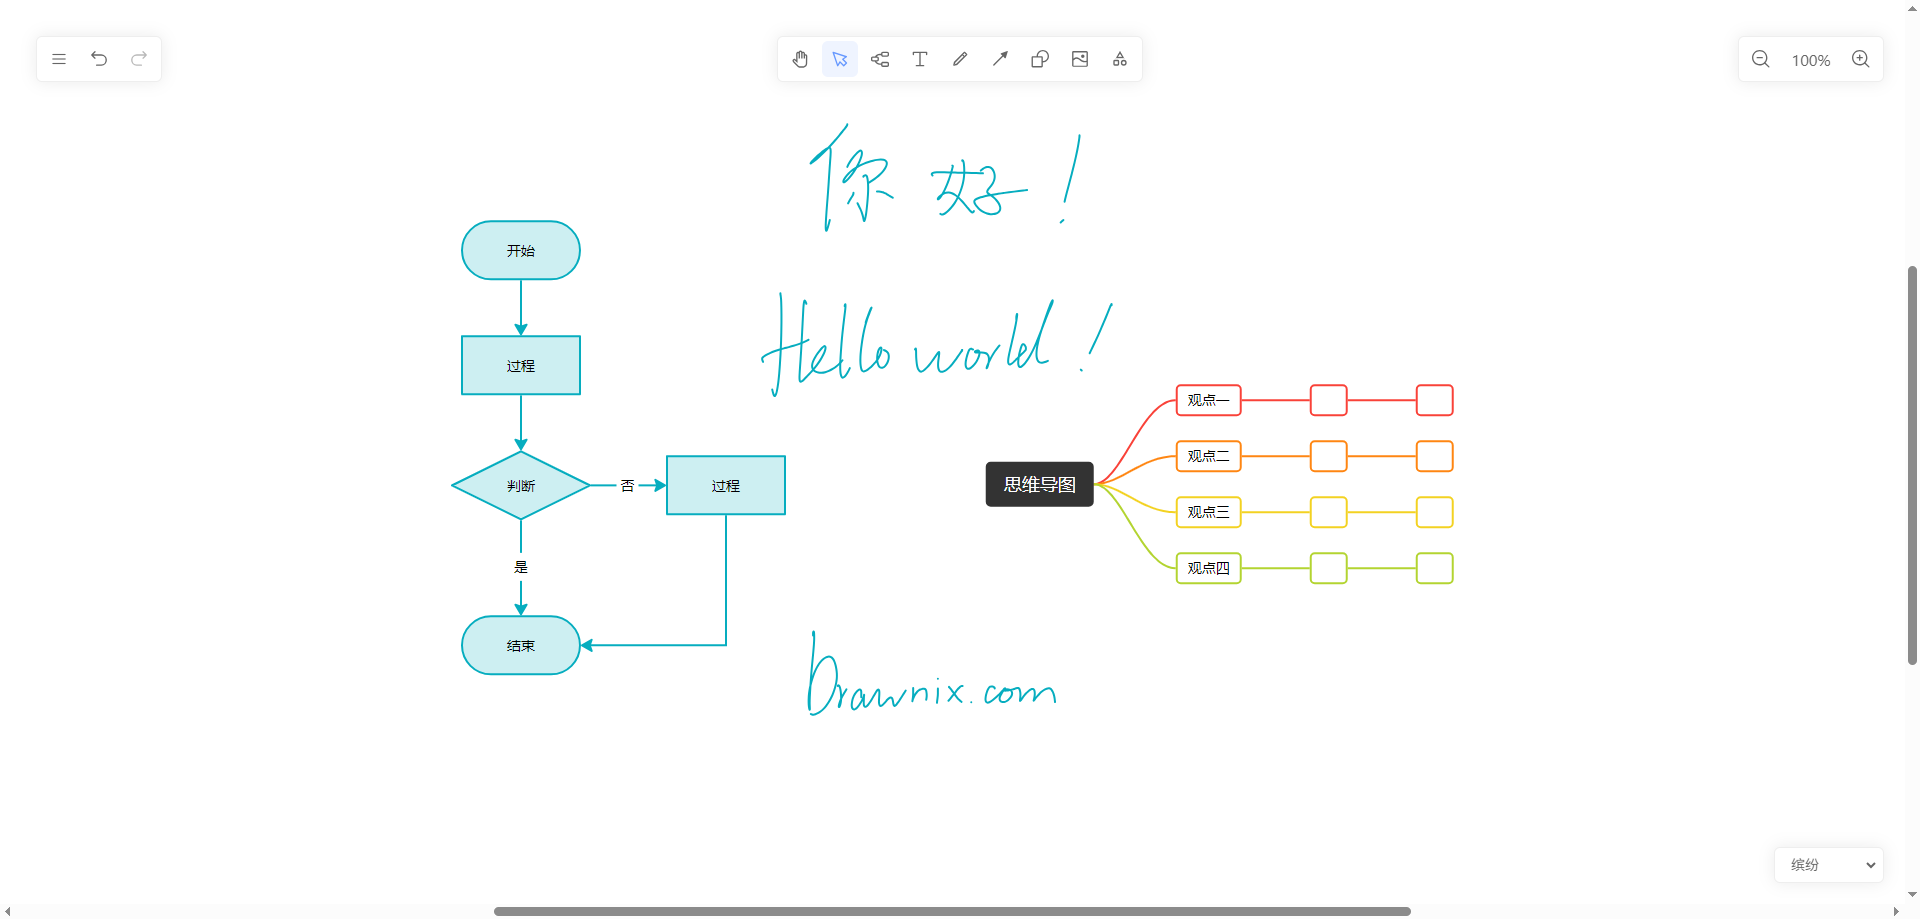 100%
你好!
Hello world!
开始
过程
判断
否
过程
是
结束
思维导图
观点一
观点二
观点三
观点四
Drawnix.com
缤纷